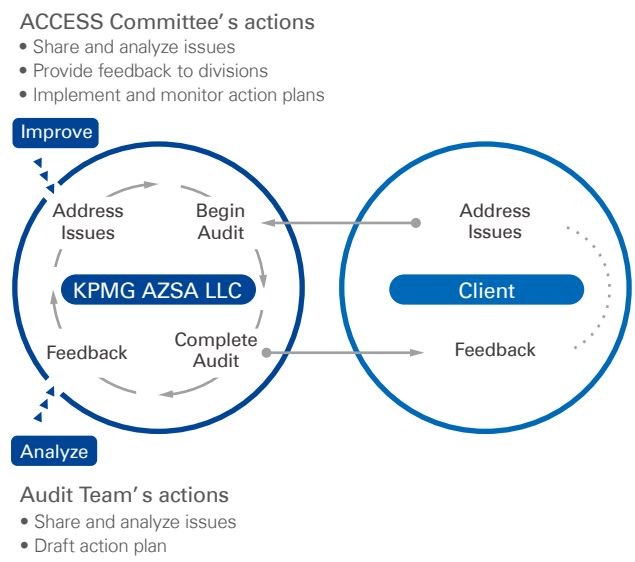 ACCESS Committee's actions
• Share and analyze issues
• Provide feedback to divisions
• Implement and monitor action plans
Improve
Address
Issues
Begin
Audit
Address
Issues
KPMG AZSA LLC
Client
Feedback
Complete
Audit
Feedback
Analyze
Audit Team's actions
• Share and analyze issues
• Draft action plan